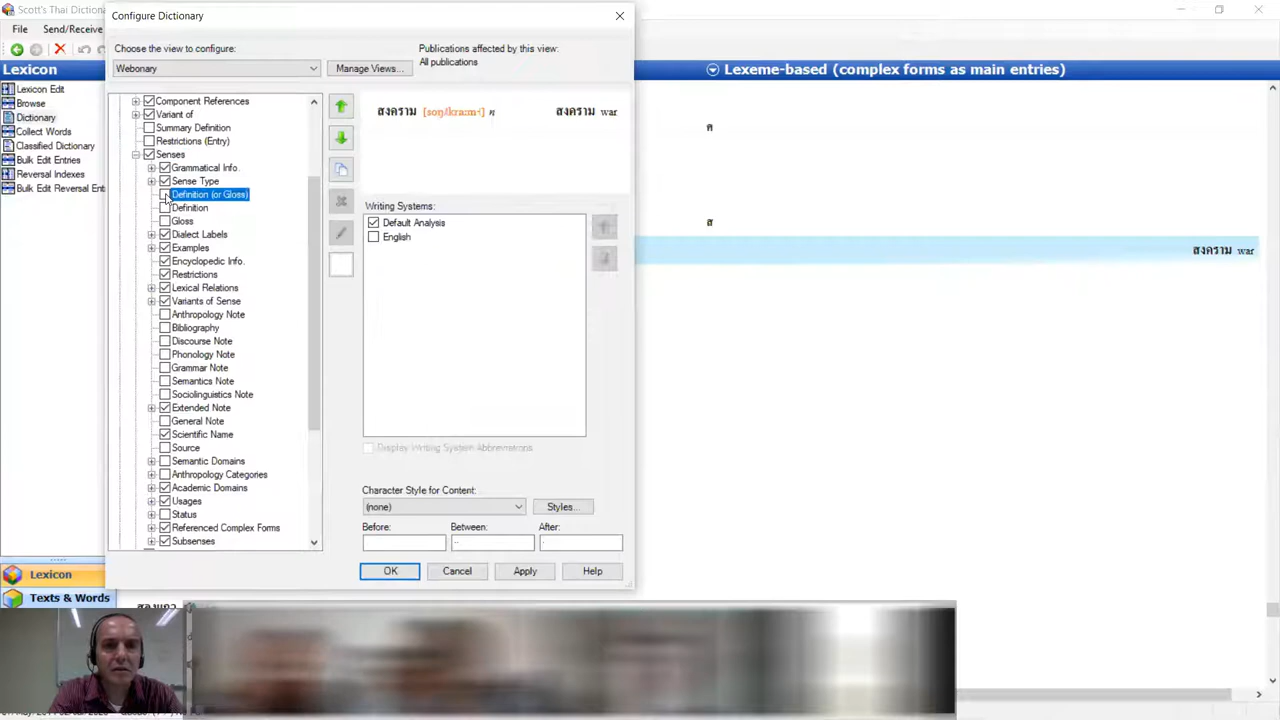 Scott's Thai Dictiona
Configure Dictionary
File Send/Receive
Choose the view to configure:
Publications affected by this view:
Webonary
Manage Views...
All publications
Lexicon
Lexeme-based (complex forms as main entries)
Lexicon Edit
Browse
Dictionary
Collect Words
Classified Dictionary
Bulk Edit Entries
Reversal Indexes
Bulk Edit Reversal Ent
Component References
Variant of
Summary Definition
Restrictions (Entry)
Senses
Grammatical Info.
Sense Type
Definition (or Gloss)
Definition
Gloss
Dialect Labels
Examples
Encyclopedic Info.
Restrictions
Lexical Relations
Variants of Sense
Anthropology Note
Bibliography
Discourse Note
Phonology Note
Grammar Note
Semantics Note
Sociolinguistics Note
Extended Note
General Note
Scientific Name
Source
Semantic Domains
Anthropology Categories
Academic Domains
Usages
Status
Referenced Complex Forms
Subsenses
สงคราม n สงคราม war
Writing Systems:
Default Analysis
English
Display Writing System Abbreviations
Character Style for Content:
(none)
Styles...
Before: Between: After:
OK Cancel Apply Help
ค
ส
สงคราม war
Lexicon
Texts & Words